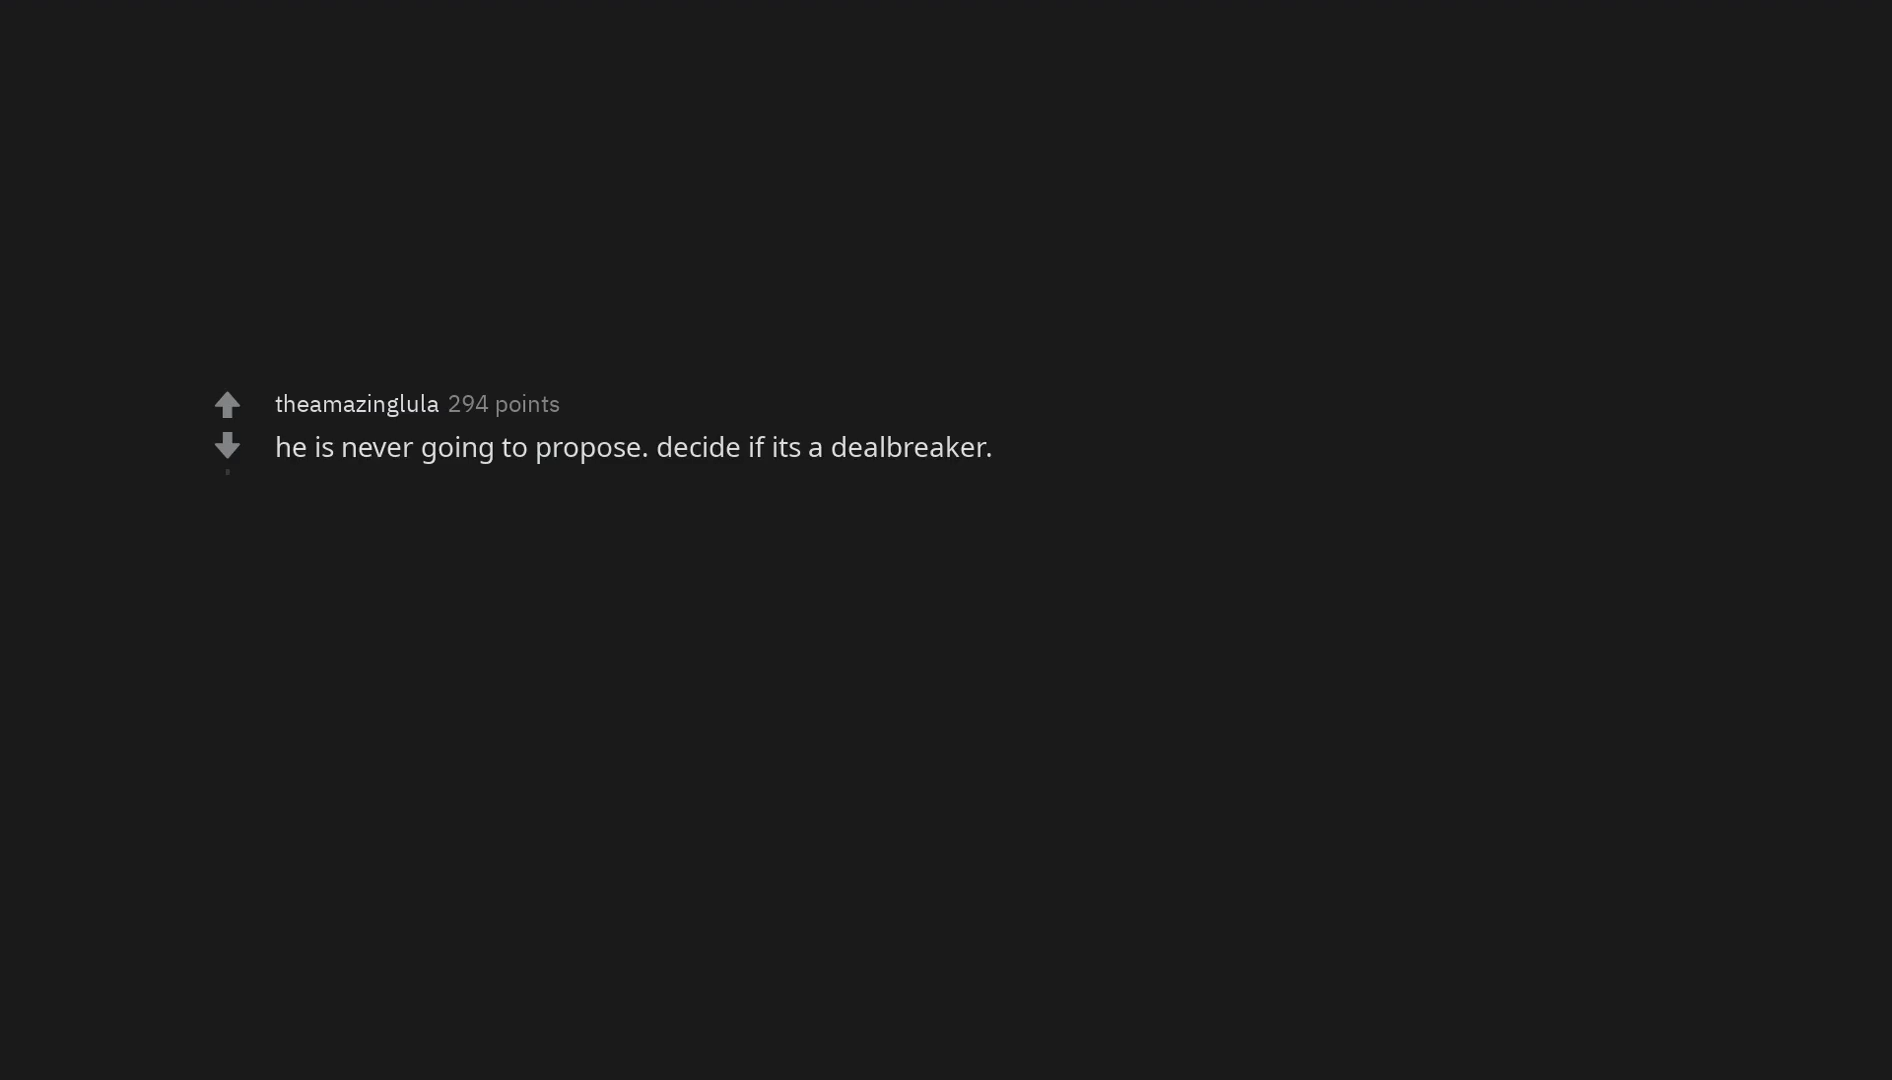 theamazinglula 294 points
he is never going to propose. decide if its a dealbreaker.